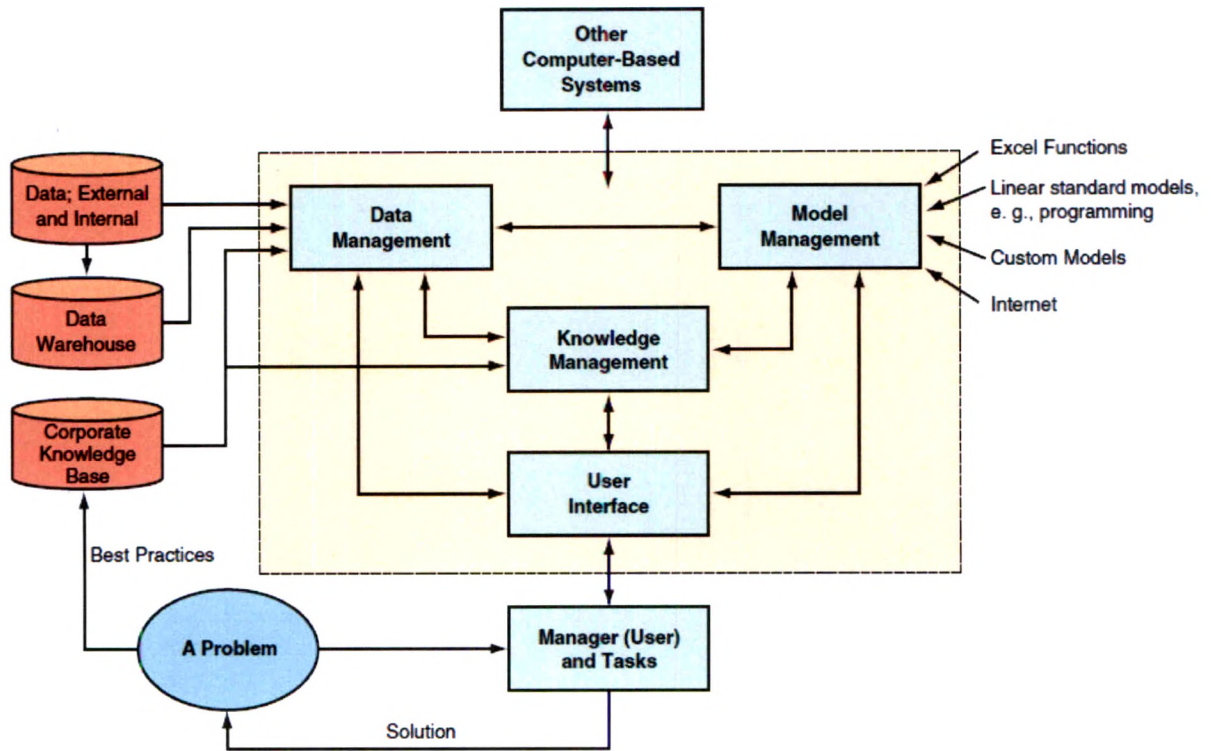 Other
Computer-Based
Systems
Data; External
and Internal
Data
Management
Model
Management
Excel Functions
Linear standard models,
e. g., programming
Custom Models
Internet
Data
Warehouse
Knowledge
Management
Corporate
Knowledge
Base
User
Interface
Best Practices
A Problem
Manager (User)
and Tasks
Solution